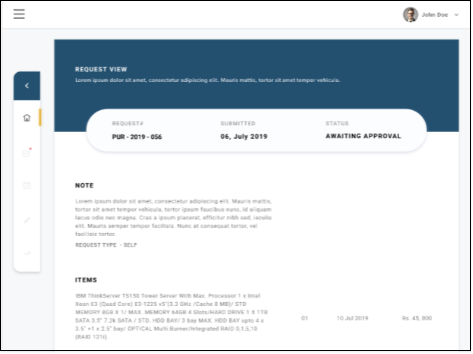 John Doe
REQUEST VIEW
Lorem ipsum dolor sit amet, consectetur adipiscing elit. Mauris mattis, tortor sit amet tempor vehicula.
REQUEST# SUBMITTED STATUS
PUR - 2019 - 056 06, July 2019 AWAITING APPROVAL
NOTE
Lorem ipsum dolor sit amet, consectetur adipiscing elit. Mauris mattis,
tortor sit amet tempor vehicula, tortor ipsum faucibus nunc, id aliquam
lacus odio nec magna. Cras a ipsum placerat, efficitur nibh sed, iaculis
elit. Mauris semper tempor facilisis. Nunc at consequat tortor, vel
facilisis tortor.
REQUEST TYPE - SELF
ITEMS
IBM ThinkServer TS150 Tower Server With Max. Processor 1 x Intel
Xeon E3 (Quad Core) E3-1225 v5"(3.3 GHz /Cache 8 MB)/ STD
MEMORY 8GB X 1/ MAX. MEMORY 64GB 4 Slots/HARD DRIVE 1 X 1TB
SATA 3.5" 7.2k SATA / STD. HDD BAY/ 3 bay MAX. HDD BAY upto 4 x
3.5" +1 x 2.5" bay/ OPTICAL Multi Burner/Integrated RAID 0,1,5,10
(RAID 121i).
01 10 Jul 2019 Rs. 45, 800